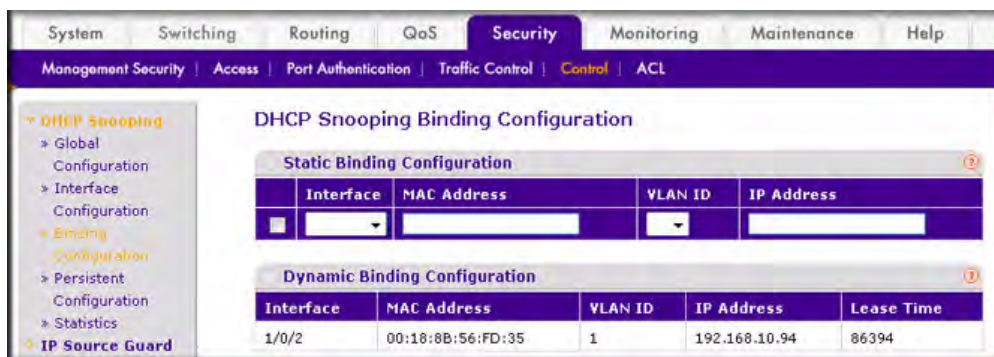 System Switching Routing QoS Security Monitoring Maintenance Help
Management Security | Access | Port Authentication | Traffic Control | Control | ACL
DHCP Snooping
» Global
Configuration
» Interface
Configuration
» Binding
Configuration
» Persistent
Configuration
» Statistics
IP Source Guard
DHCP Snooping Binding Configuration
Static Binding Configuration
Interface MAC Address VLAN ID IP Address
Dynamic Binding Configuration
Interface MAC Address VLAN ID IP Address Lease Time
1/0/2 00:18:8B:56:FD:35 1 192.168.10.94 86394